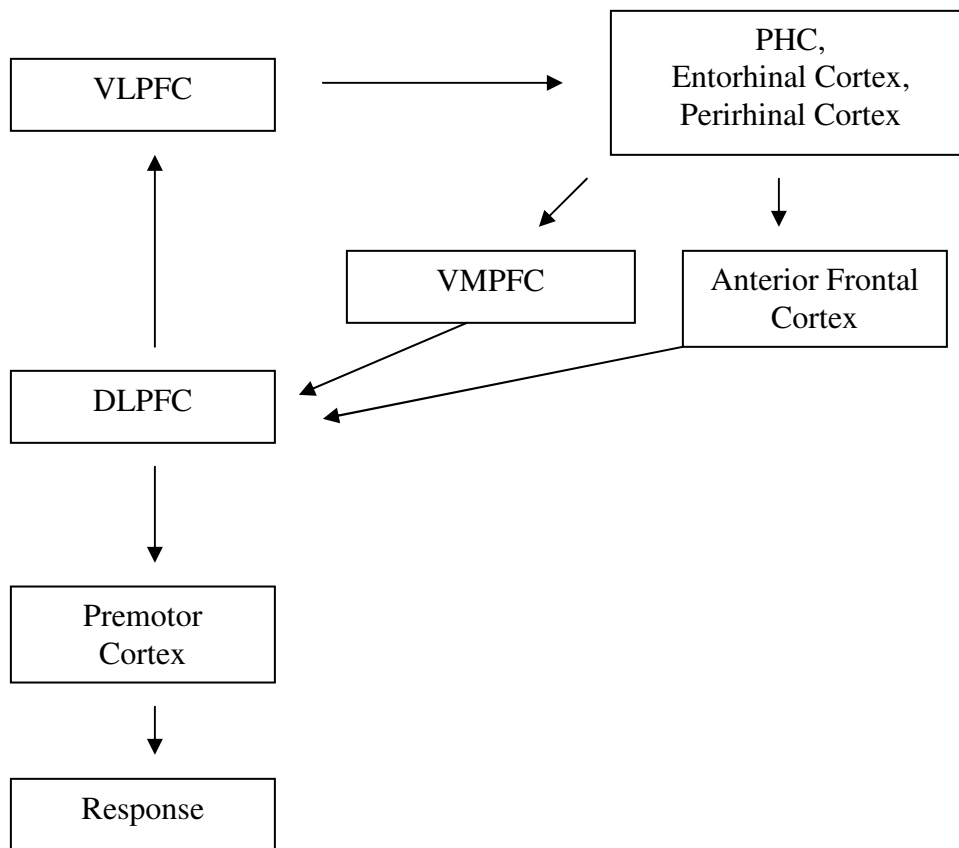 PHC,
Entorhinal Cortex,
Perirhinal Cortex
VLPFC
VMPFC
Anterior Frontal
Cortex
DLPFC
Premotor
Cortex
Response